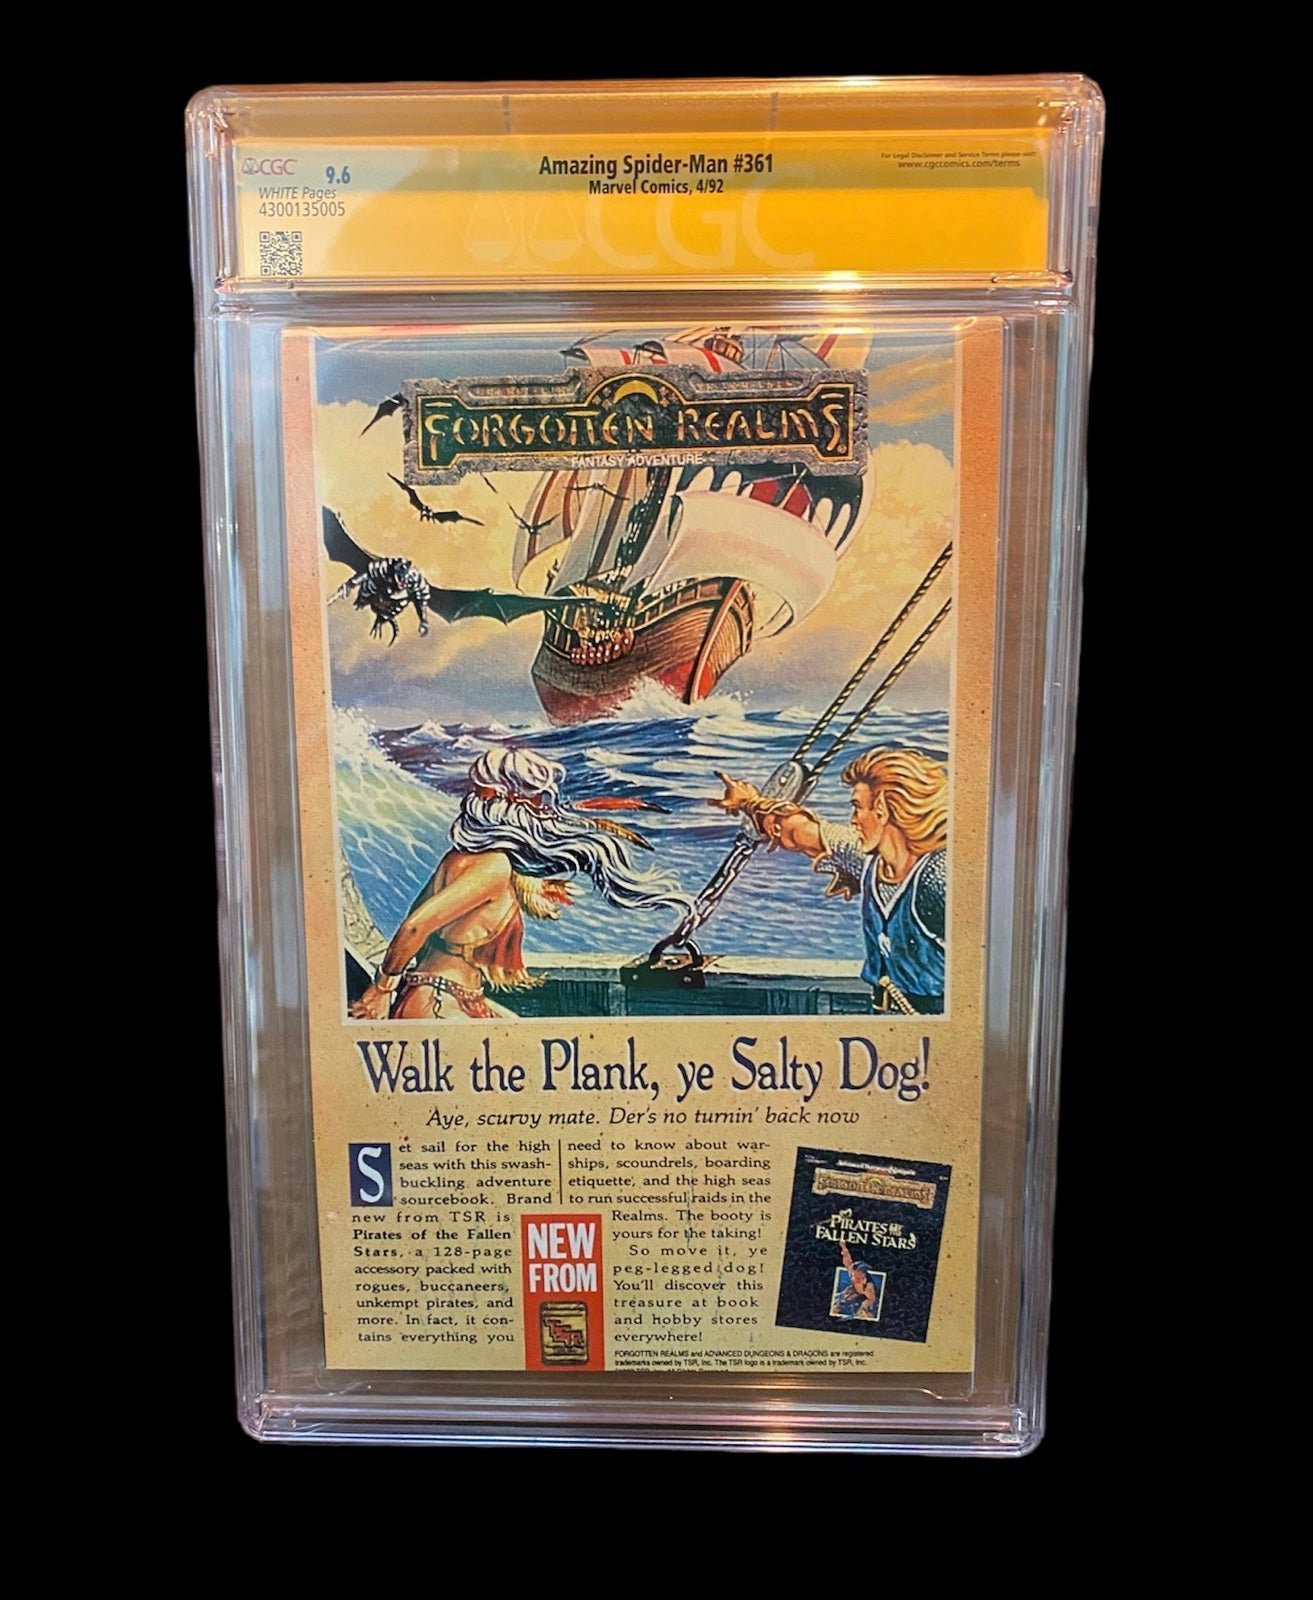 CGC
9.6
WHITE Pages
4300135005
Amazing Spider-Man #361
Marvel Comics, 4/92
For Legal Disclaimer and Service Terms please visit:
www.cgccomics.com/terms
CGC
FORGOTTEN REALMS
FANTASY ADVENTURE
Walk the Plank, ye Salty Dog!
Aye, scurvy mate. Der's no turnin' back now
Set sail for the high
seas with this swash-
buckling adventure
sourcebook. Brand
new from TSR is
Pirates of the Fallen
Stars, a 128-page
accessory packed with
rogues, buccaneers,
unkempt pirates, and
more. In fact, it con-
tains everything you
need to know about war-
ships, scoundrels, boarding
etiquette, and the high seas
to run successful raids in the
Realms. The booty is
yours for the taking!
So move it, ye
peg-legged dog!
You'll discover this
treasure at book
and hobby stores
everywhere!
NEW
FROM
Advanced Dungeons & Dragons
FORGOTTEN REALMS
PIRATES OF THE
FALLEN STARS
FORGOTTEN REALMS and ADVANCED DUNGEONS & DRAGONS are registered
trademarks owned by TSR, Inc. The TSR logo is a trademark owned by TSR, Inc.